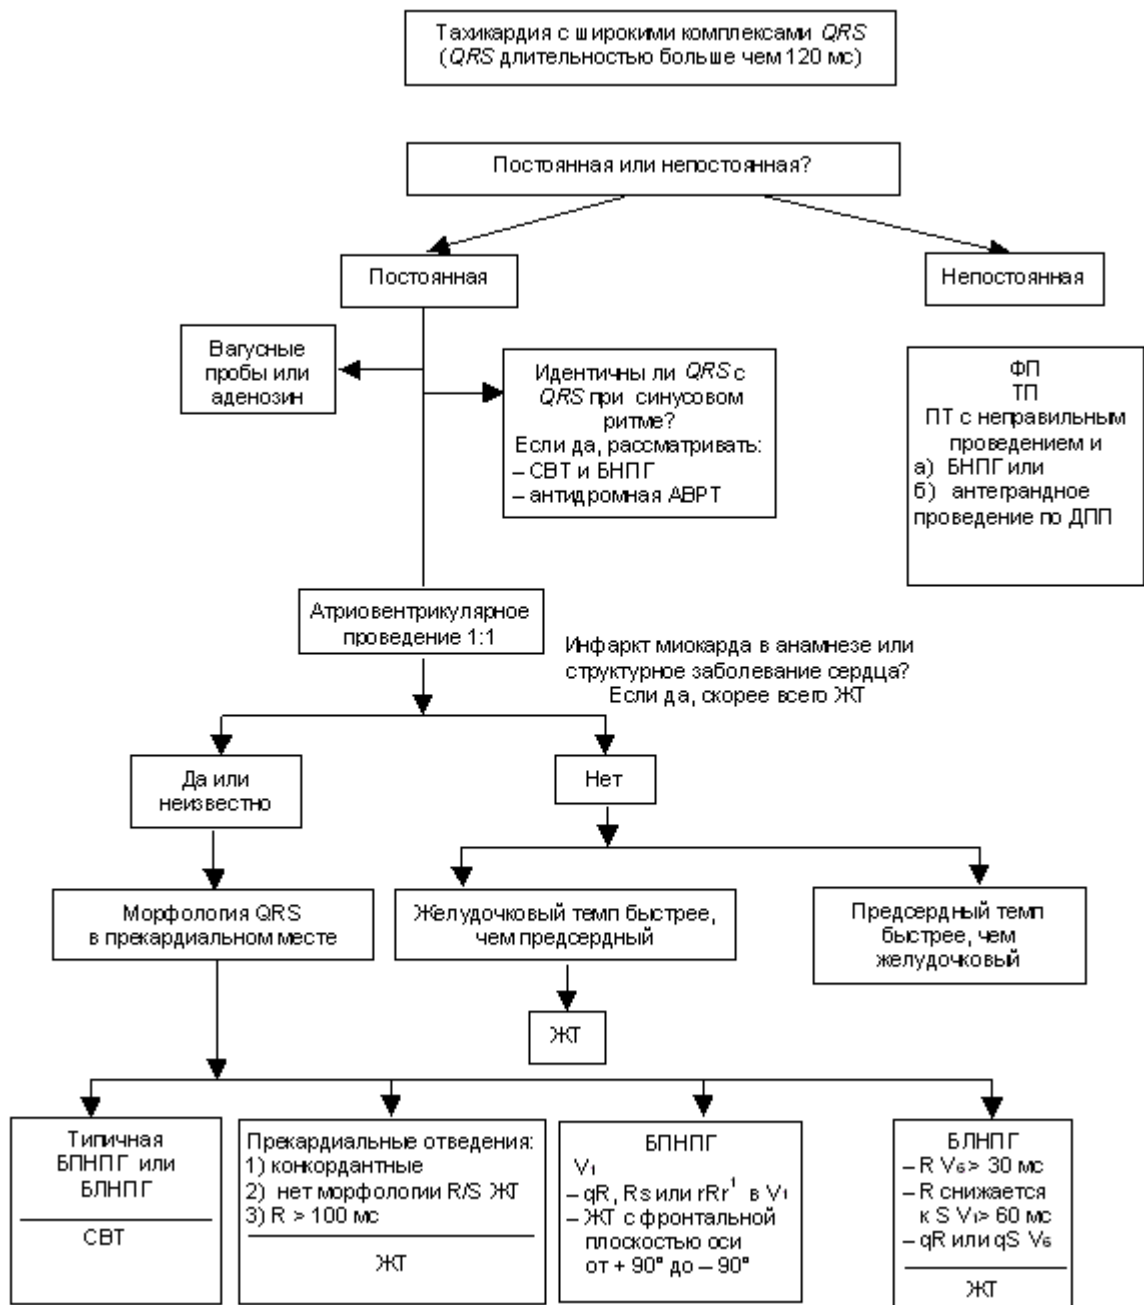 Тахикардия с широкими комплексами QRS
(QRS длительностью больше чем 120 мс)
Постоянная или непостоянная?
Постоянная
Непостоянная
Вагусные
пробы или
аденозин
Идентичны ли QRS с
QRS при синусовом
ритме?
Если да, рассматривать:
– СВТ и БНПГ
– антидромная АВРТ
ФП
ТП
ПТ с неправильным
проведением и
а) БНПГ или
б) антеграндное
проведение по ДПП
Атриовентрикулярное
проведение 1:1
Инфаркт миокарда в анамнезе или
структурное заболевание сердца?
Если да, скорее всего ЖТ
Да или
неизвестно
Нет
Морфология QRS
в прекардиальном месте
Желудочковый темп быстрее,
чем предсердный
Предсердный темп
быстрее, чем
желудочковый
ЖТ
Типичная
БПНПГ или
БЛНПГ
СВТ
Прекардиальные отведения:
1) конкордантные
2) нет морфологии R/S ЖТ
3) R > 100 мс
ЖТ
БПНПГ
V₁
– qR, Rs или rRr¹ в V₁
– ЖТ с фронтальной
плоскостью оси
от + 90° до – 90°
БЛНПГ
– R V₆ > 30 мс
– R снижается
к S V₁ > 60 мс
– qR или qS V₆
ЖТ